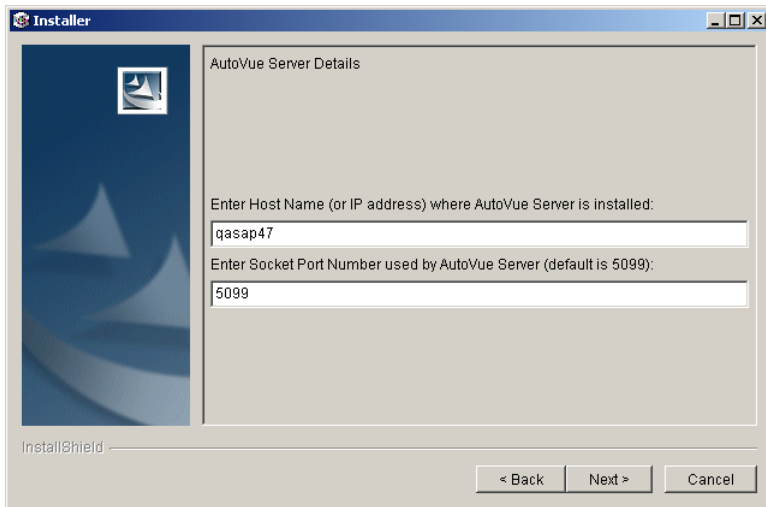 Installer
AutoVue Server Details
Enter Host Name (or IP address) where AutoVue Server is installed:
qasap47
Enter Socket Port Number used by AutoVue Server (default is 5099):
5099
InstallShield
< Back Next > Cancel